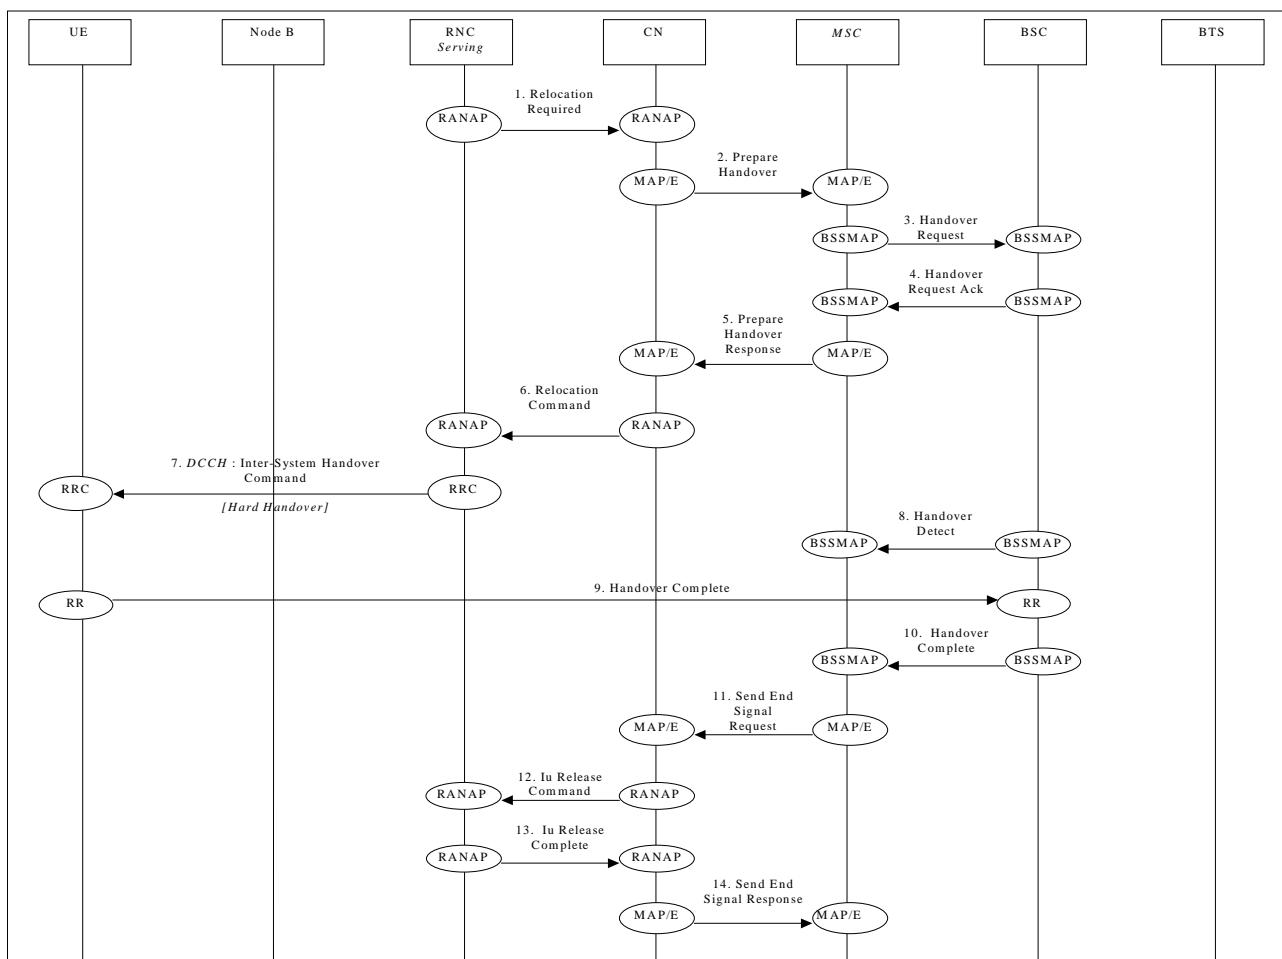 UE
Node B
RNC
Serving
CN
MSC
BSC
BTS
1. Relocation
Required
RANAP
RANAP
2. Prepare
Handover
MAP/E
MAP/E
3. Handover
Request
BSSMAP
BSSMAP
4. Handover
Request Ack
BSSMAP
BSSMAP
5. Prepare
Handover
Response
MAP/E
MAP/E
6. Relocation
Command
RANAP
RANAP
7. DCCH : Inter-System Handover
Command
RRC
RRC
[Hard Handover]
8. Handover
Detect
BSSMAP
BSSMAP
9. Handover Complete
RR
RR
10. Handover
Complete
BSSMAP
BSSMAP
11. Send End
Signal
Request
MAP/E
MAP/E
12. Iu Release
Command
RANAP
RANAP
13. Iu Release
Complete
RANAP
RANAP
14. Send End
Signal Response
MAP/E
MAP/E